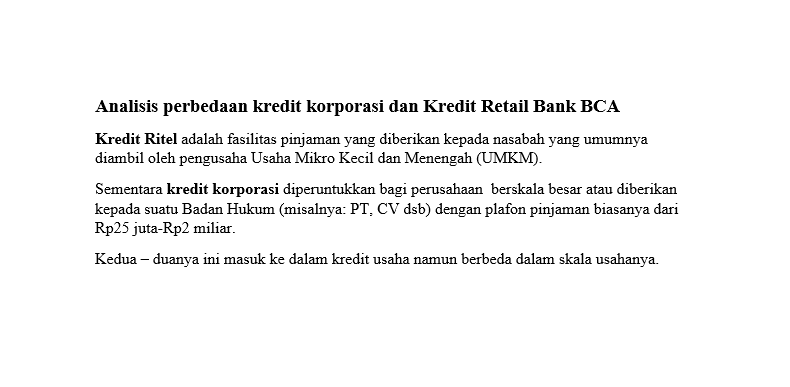 Analisis perbedaan kredit korporasi dan Kredit Retail Bank BCA
Kredit Ritel adalah fasilitas pinjaman yang diberikan kepada nasabah yang umumnya
diambil oleh pengusaha Usaha Mikro Kecil dan Menengah (UMKM).
Sementara kredit korporasi diperuntukkan bagi perusahaan  berskala besar atau diberikan
kepada suatu Badan Hukum (misalnya: PT, CV dsb) dengan plafon pinjaman biasanya dari
Rp25 juta-Rp2 miliar.
Kedua – duanya ini masuk ke dalam kredit usaha namun berbeda dalam skala usahanya.